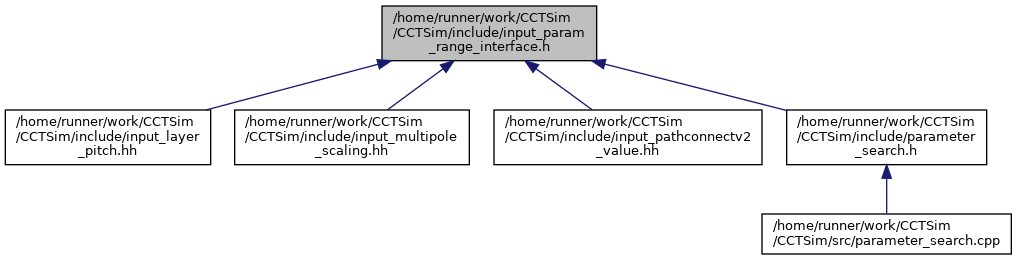 /home/runner/work/CCTSim
/CCTSim/include/input_param
_range_interface.h
/home/runner/work/CCTSim
/CCTSim/include/input_layer
_pitch.hh
/home/runner/work/CCTSim
/CCTSim/include/input_multipole
_scaling.hh
/home/runner/work/CCTSim
/CCTSim/include/input_pathconnectv2
_value.hh
/home/runner/work/CCTSim
/CCTSim/include/parameter
_search.h
/home/runner/work/CCTSim
/CCTSim/src/parameter_search.cpp